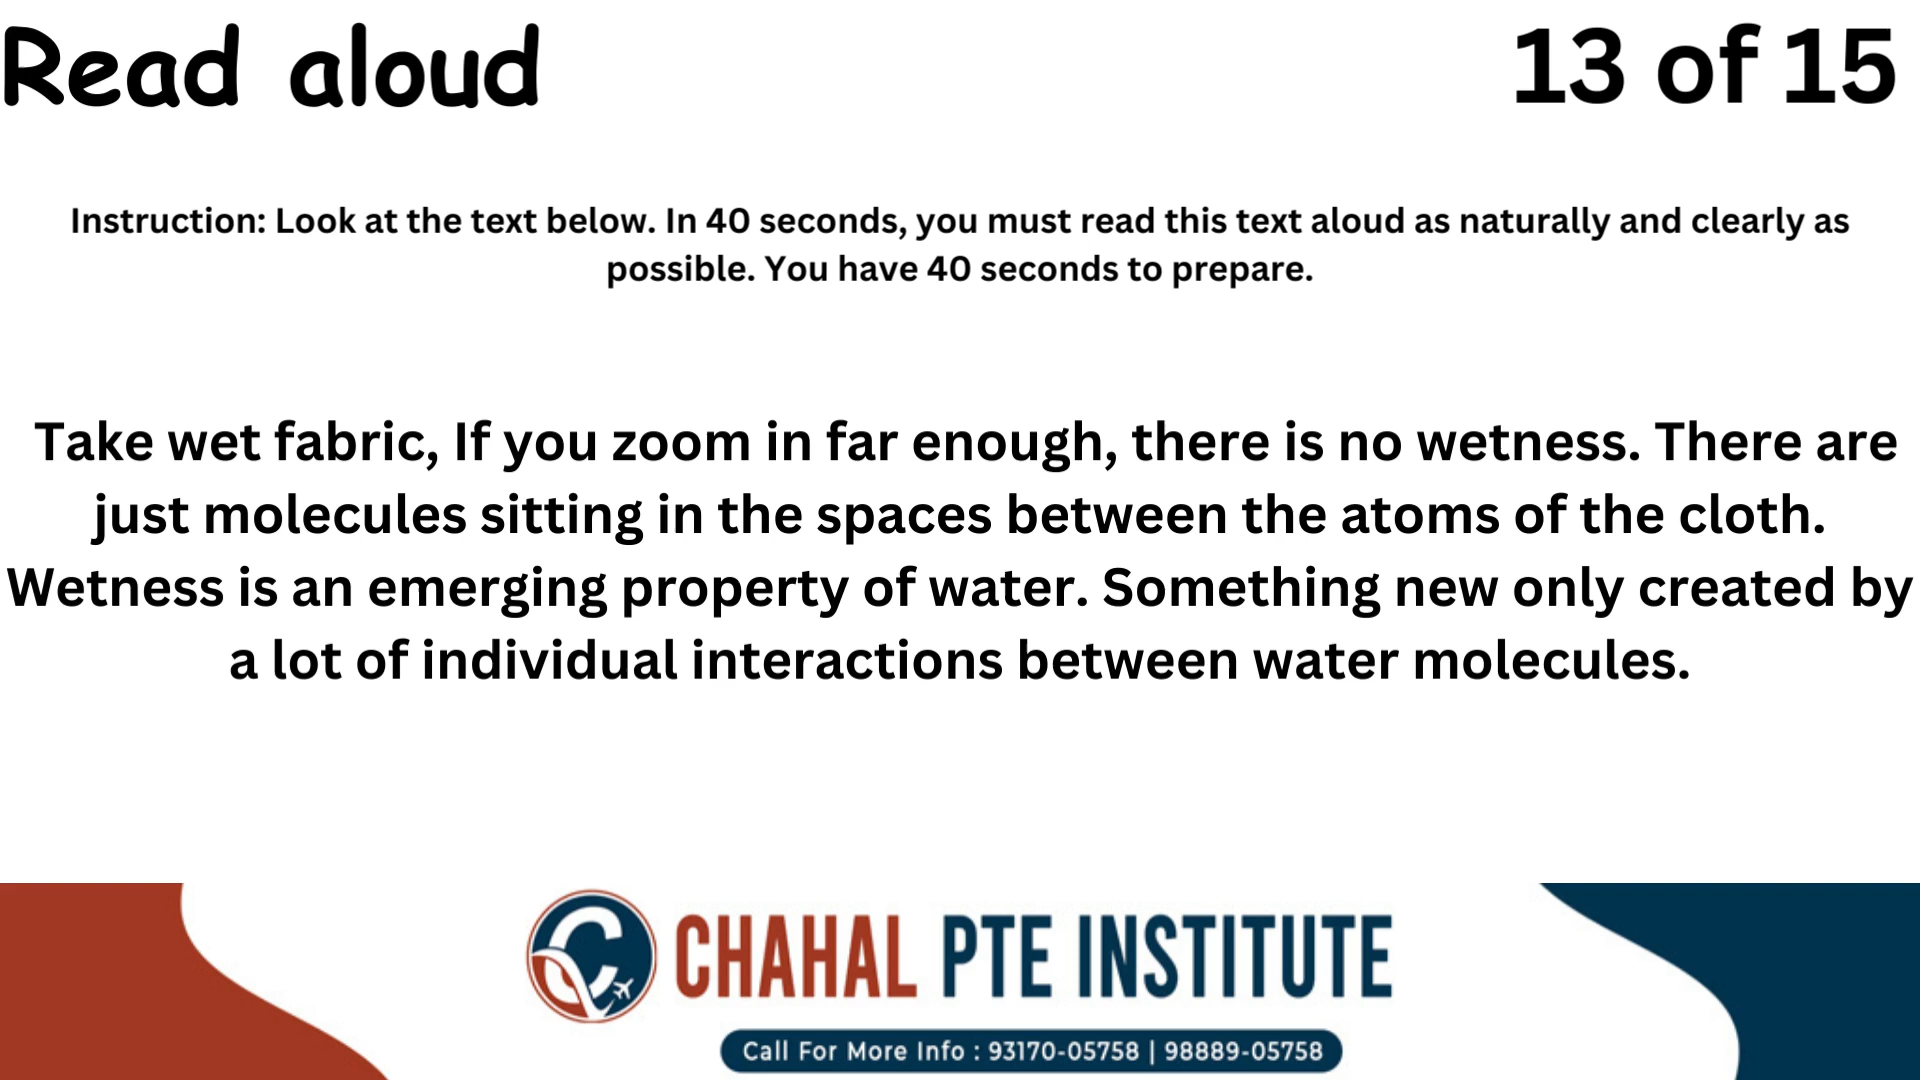 Read aloud
13 of 15
Instruction: Look at the text below. In 40 seconds, you must read this text aloud as naturally and clearly as
possible. You have 40 seconds to prepare.
Take wet fabric, If you zoom in far enough, there is no wetness. There are
just molecules sitting in the spaces between the atoms of the cloth.
Wetness is an emerging property of water. Something new only created by
a lot of individual interactions between water molecules.
CHAHAL PTE INSTITUTE
Call For More Info : 93170-05758 | 98889-05758